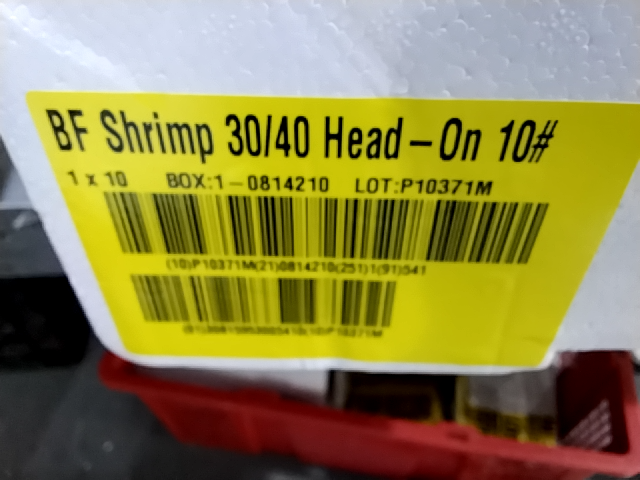 BF Shrimp 30/40 Head-On 10#
1 x 10 BOX:1-0814210 LOT:P10371M
(10)P10371M(21)0814210(251)1(91)541